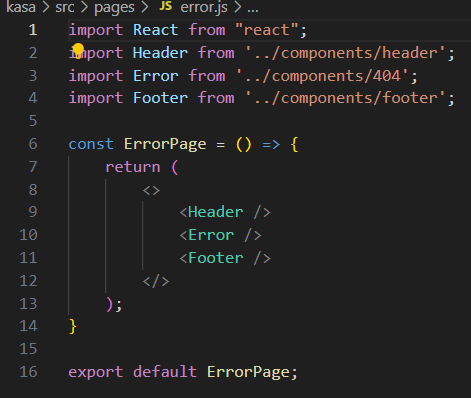 kasa > src > pages > JS error.js > ...
1 import React from "react";
2 import Header from '../components/header';
3 import Error from '../components/404';
4 import Footer from '../components/footer';
5
6 const ErrorPage = () => {
7 return (
8 <>
9 <Header />
10 <Error />
11 <Footer />
12 </>
13 );
14 }
15
16 export default ErrorPage;